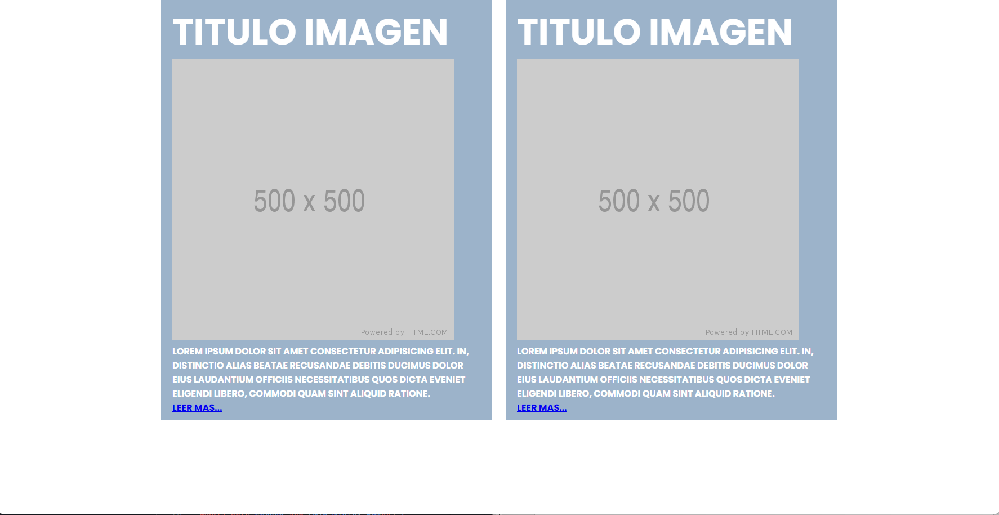 TITULO IMAGEN
500 x 500
Powered by HTML.COM
LOREM IPSUM DOLOR SIT AMET CONSECTETUR ADIPISICING ELIT. IN,
DISTINCTIO ALIAS BEATAE RECUSANDAE DEBITIS DUCIMUS DOLOR
EIUS LAUDANTIUM OFFICIIS NECESSITATIBUS QUOS DICTA EVENIET
ELIGENDI LIBERO, COMMODI QUAM SINT ALIQUID RATIONE.
LEER MAS...
TITULO IMAGEN
500 x 500
Powered by HTML.COM
LOREM IPSUM DOLOR SIT AMET CONSECTETUR ADIPISICING ELIT. IN,
DISTINCTIO ALIAS BEATAE RECUSANDAE DEBITIS DUCIMUS DOLOR
EIUS LAUDANTIUM OFFICIIS NECESSITATIBUS QUOS DICTA EVENIET
ELIGENDI LIBERO, COMMODI QUAM SINT ALIQUID RATIONE.
LEER MAS...